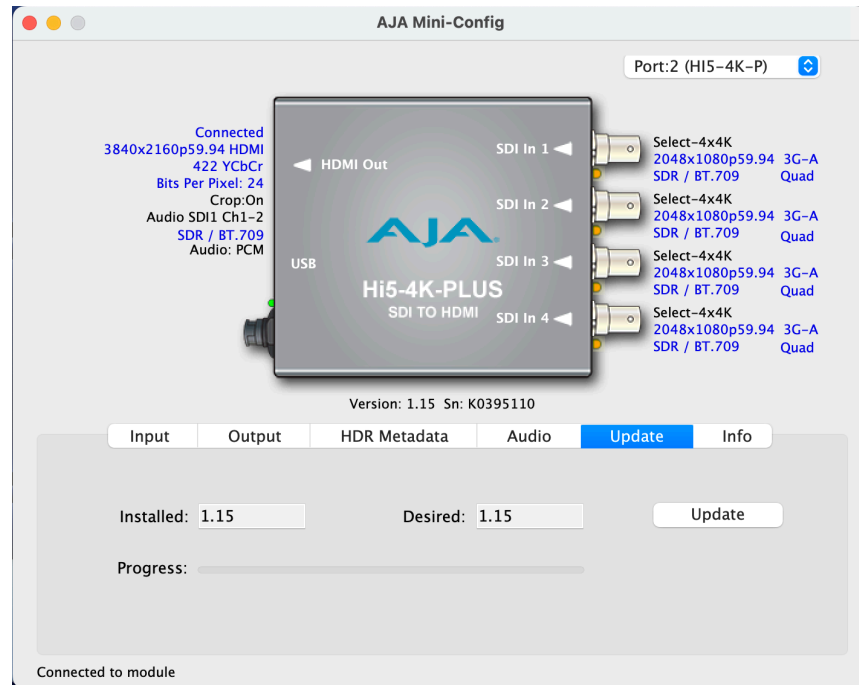 AJA Mini-Config
Port:2 (HI5-4K-P)
Connected
3840x2160p59.94 HDMI
422 YCbCr
Bits Per Pixel: 24
Crop:On
Audio SDI1 Ch1-2
SDR / BT.709
Audio: PCM
HDMI Out
USB
AJA
Hi5-4K-PLUS
SDI TO HDMI
SDI In 1
SDI In 2
SDI In 3
SDI In 4
Select-4x4K
2048x1080p59.94 3G-A
SDR / BT.709 Quad
Select-4x4K
2048x1080p59.94 3G-A
SDR / BT.709 Quad
Select-4x4K
2048x1080p59.94 3G-A
SDR / BT.709 Quad
Select-4x4K
2048x1080p59.94 3G-A
SDR / BT.709 Quad
Version: 1.15 Sn: K0395110
Input Output HDR Metadata Audio Update Info
Installed: 1.15 Desired: 1.15 Update
Progress:
Connected to module